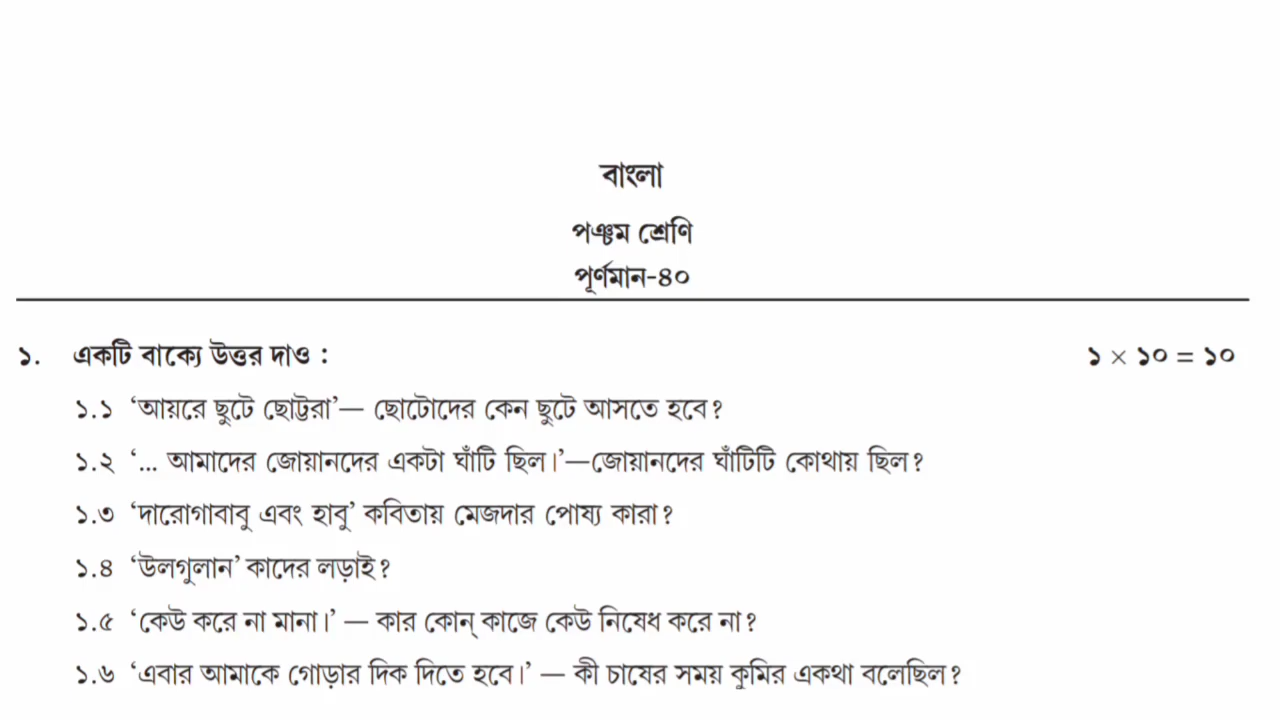 বাংলা
পঞ্চম শ্রেণি
পূর্ণমান-৪০
১. একটি বাক্যে উত্তর দাও : ১ × ১০ = ১০
১.১ ‘আয়রে ছুটে ছোট্টরা’— ছোটোদের কেন ছুটে আসতে হবে?
১.২ ‘... আমাদের জোয়ানদের একটা ঘাঁটি ছিল।’—জোয়ানদের ঘাঁটিটি কোথায় ছিল?
১.৩ ‘দারোগাবাবু এবং হাবু’ কবিতায় মেজদার পোষ্য কারা?
১.৪ ‘উলগুলান’ কাদের লড়াই?
১.৫ ‘কেউ করে না মানা।’ — কার কোন্ কাজে কেউ নিষেধ করে না?
১.৬ ‘এবার আমাকে গোড়ার দিক দিতে হবে।’ — কী চাষের সময় কুমির একথা বলেছিল?